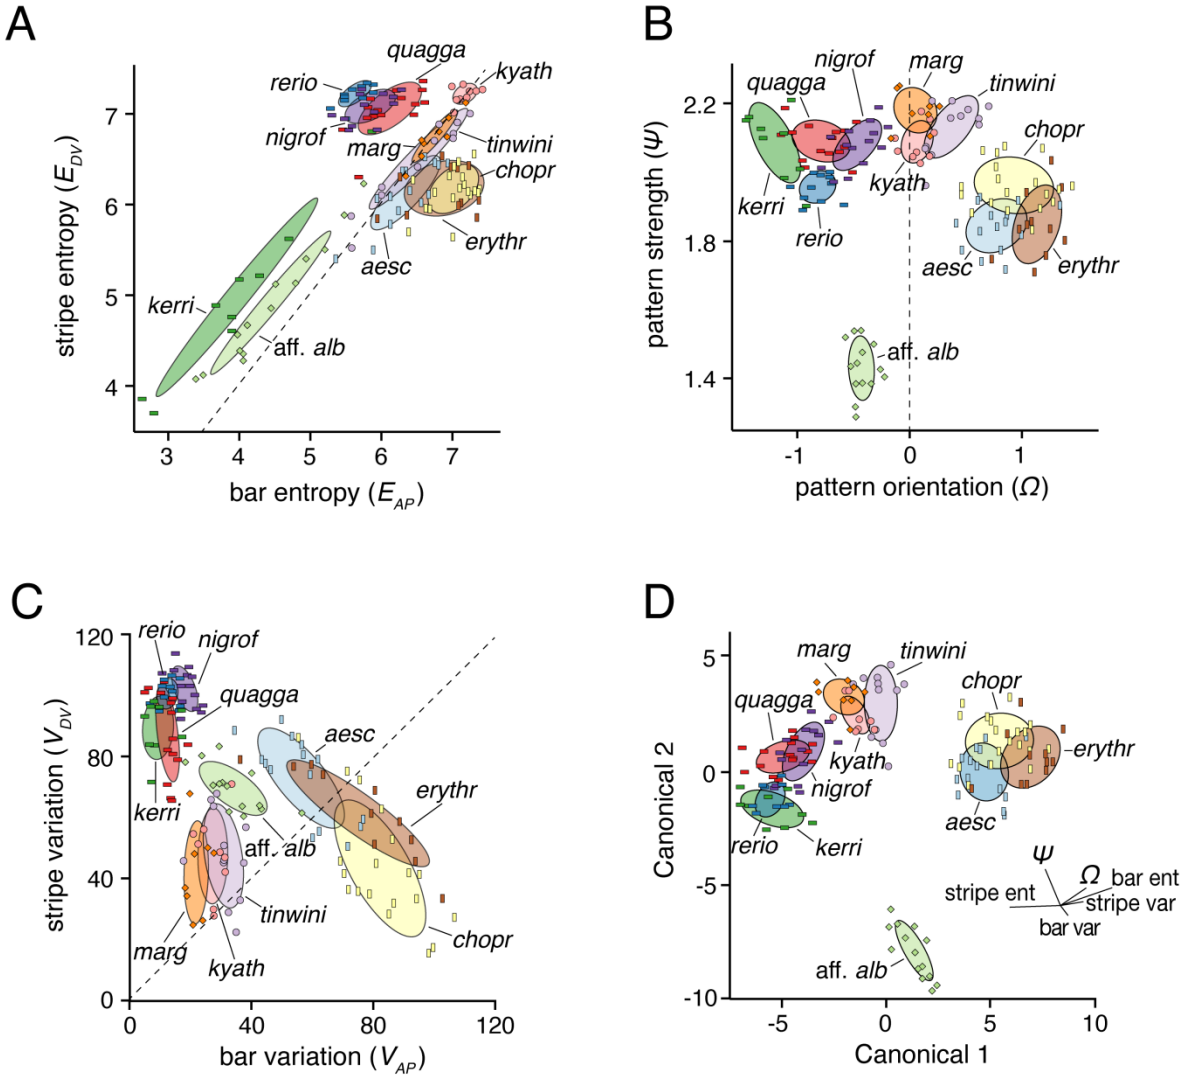 A
quagga
kyath
rerio
7
nigrof
marg
tinwini
chopr
6
erythr
aesc
5
kerri
aff. alb
4
stripe entropy (E_DV)
3 4 5 6 7
bar entropy (E_AP)
B
nigrof
marg
quagga
tinwini
2.2
chopr
kyath
kerri
rerio
1.8
aesc
erythr
aff. alb
1.4
pattern strength (Ψ)
-1 0 1
pattern orientation (Ω)
C
120
rerio
nigrof
quagga
aesc
80
erythr
kerri
aff. alb
40
tinwini
marg
kyath
chopr
0
stripe variation (V_DV)
0 40 80 120
bar variation (V_AP)
D
5
marg
tinwini
chopr
quagga
erythr
0
kyath
nigrof
aesc
rerio
kerri
Ψ
Ω bar ent
stripe ent
stripe var
bar var
-5
aff. alb
-10
Canonical 2
-5 0 5 10
Canonical 1